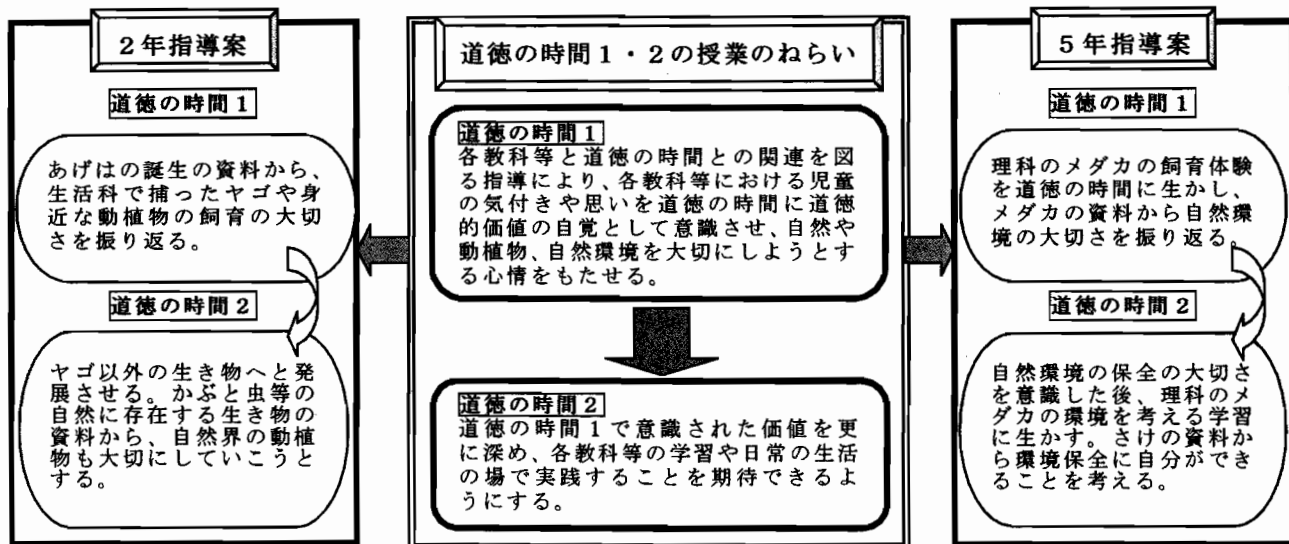 2年指導案
道徳の時間1
あげはの誕生の資料から、
生活科で捕ったヤゴや身
近な動植物の飼育の大切
さを振り返る。
道徳の時間2
ヤゴ以外の生き物へと発
展させる。かぶと虫等の
自然に存在する生き物の
資料から、自然界の動植
物も大切にしていこうと
する。
道徳の時間1・2の授業のねらい
道徳の時間1
各教科等と道徳の時間との関連を図
る指導により、各教科等における児童
の気付きや思いを道徳の時間に道徳
的価値の自覚として意識させ、自然や
動植物、自然環境を大切にしようとす
る心情をもたせる。
道徳の時間2
道徳の時間1で意識された価値を更
に深め、各教科等の学習や日常の生活
の場で実践することを期待できるよ
うにする。
5年指導案
道徳の時間1
理科のメダカの飼育体験
を道徳の時間に生かし、
メダカの資料から自然環
境の大切さを振り返る。
道徳の時間2
自然環境の保全の大切さ
を意識した後、理科のメ
ダカの環境を考える学習
に生かす。さけの資料か
ら環境保全に自分ができ
ることを考える。